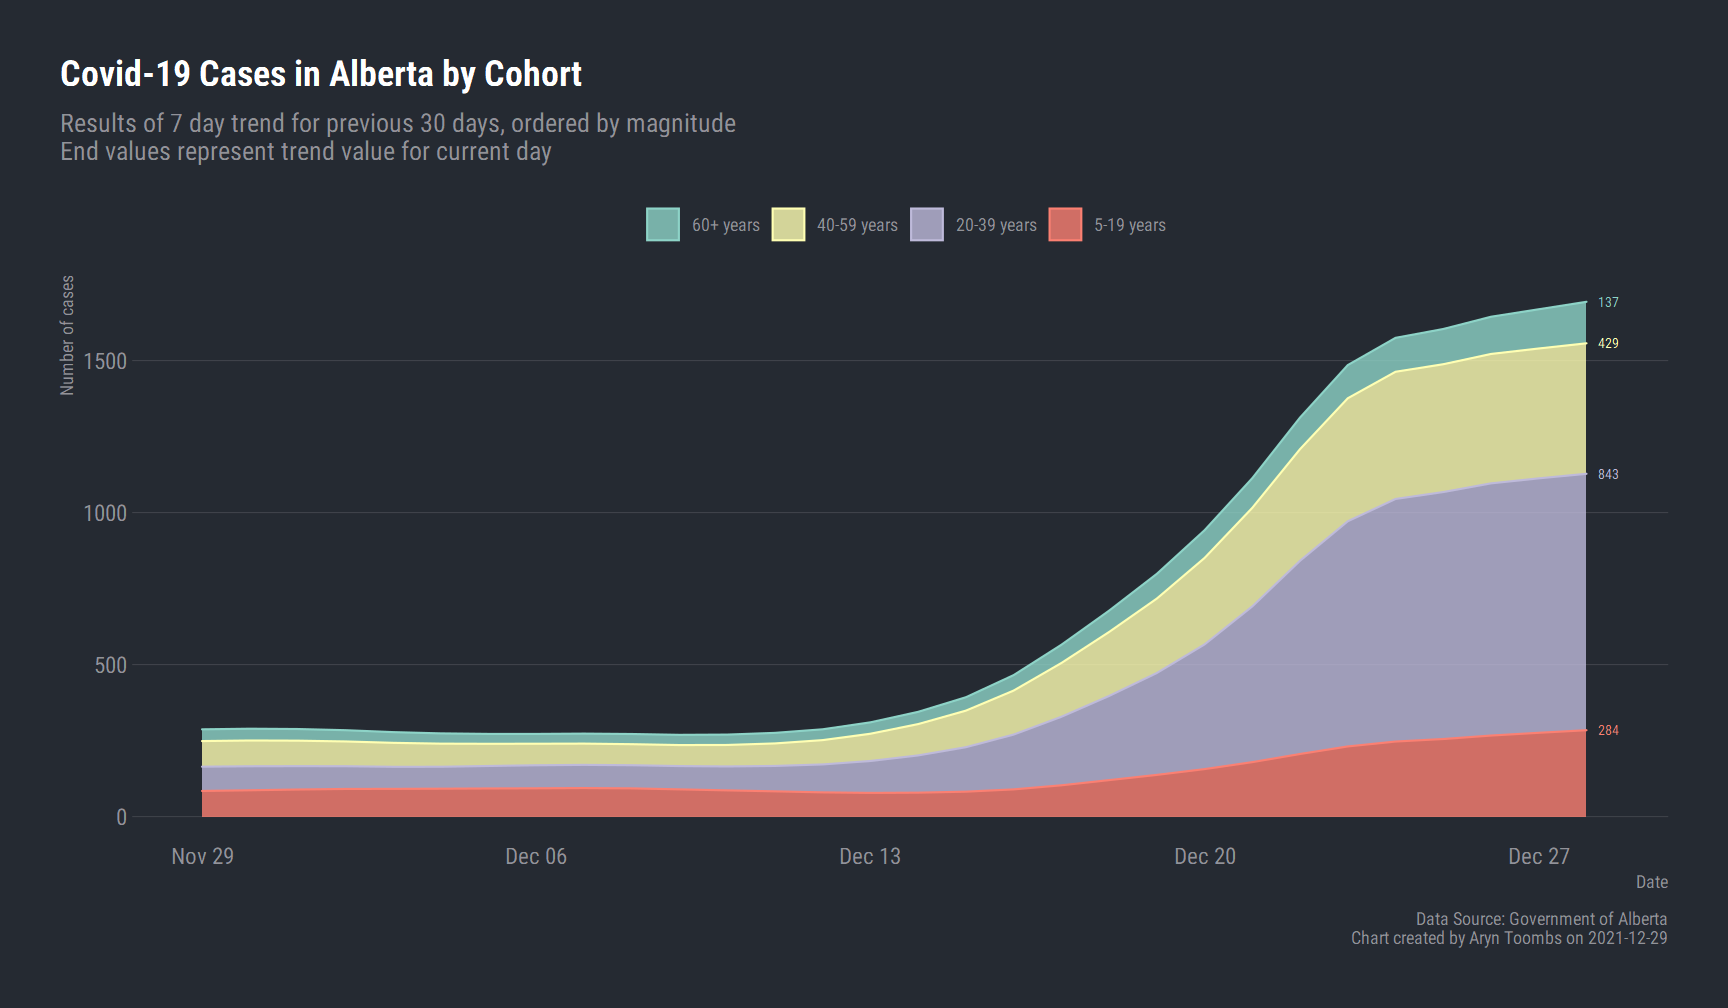 Covid-19 Cases in Alberta by Cohort
Results of 7 day trend for previous 30 days, ordered by magnitude
End values represent trend value for current day
60+ years
40-59 years
20-39 years
5-19 years
Number of cases
1500
1000
500
0
137
429
843
284
Nov 29
Dec 06
Dec 13
Dec 20
Dec 27
Date
Data Source: Government of Alberta
Chart created by Aryn Toombs on 2021-12-29